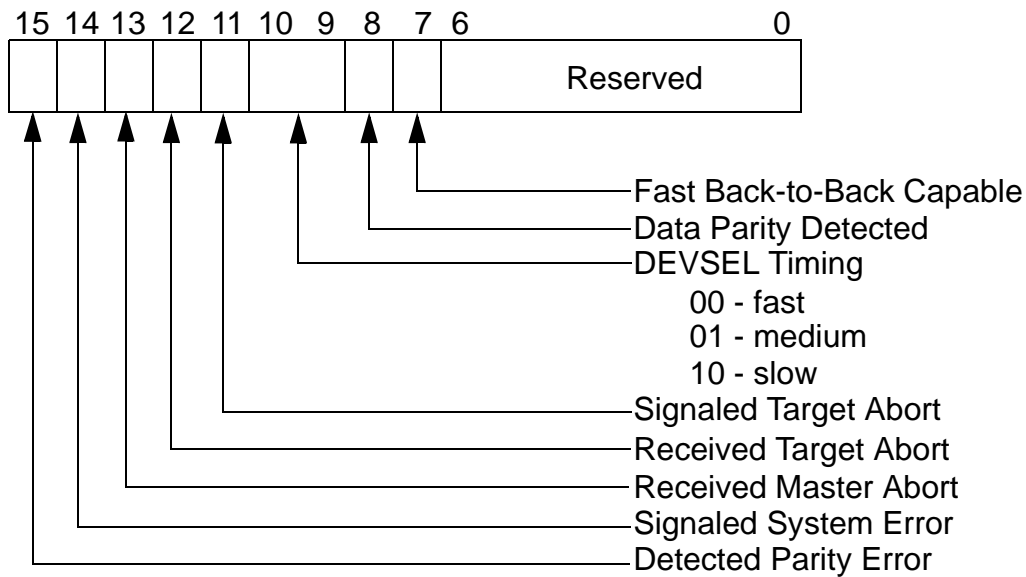 15 14 13 12 11 10 9 8 7 6 0
Reserved
Fast Back-to-Back Capable
Data Parity Detected
DEVSEL Timing
00 - fast
01 - medium
10 - slow
Signaled Target Abort
Received Target Abort
Received Master Abort
Signaled System Error
Detected Parity Error